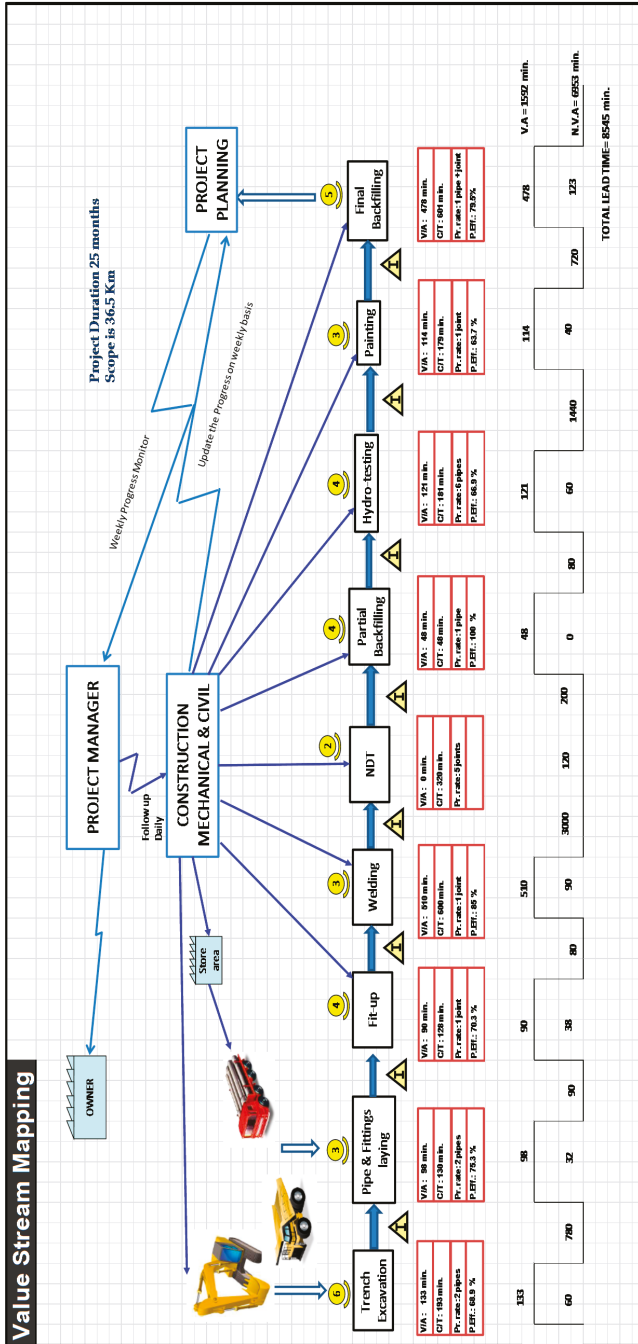 Value Stream Mapping
OWNER
PROJECT MANAGER
Weekly Progress Monitor
Project Duration 25 months
Scope is 36.5 Km
Follow up
Daily
Update the Progress on weekly basis
PROJECT
PLANNING
CONSTRUCTION
MECHANICAL & CIVIL
Store
area
6
Trench
Excavation
I
3
Pipe & Fittings
laying
I
4
Fit-up
I
3
Welding
I
2
NDT
I
4
Partial
Backfilling
I
4
Hydro-testing
I
3
Painting
I
5
Final
Backfilling
V/A : 133 min.
C/T : 193 min.
Pr. rate: 2 pipes
P.Eff.: 68.9 %
V/A : 98 min.
C/T : 130 min.
Pr. rate: 2 pipes
P.Eff.: 75.3 %
V/A : 90 min.
C/T : 128 min.
Pr. rate: 1 joint
P.Eff.: 70.3 %
V/A : 510 min.
C/T : 600 min.
Pr. rate: 1 joint
P.Eff.: 85 %
V/A : 0 min.
C/T : 320 min.
Pr. rate: 5 joints
V/A : 48 min.
C/T : 48 min.
Pr. rate: 1 pipe
P.Eff.: 100 %
V/A : 121 min.
C/T : 181 min.
Pr. rate: 6 pipes
P.Eff.: 66.9 %
V/A : 114 min.
C/T : 179 min.
Pr. rate: 1 joint
P.Eff.: 63.7 %
V/A : 478 min.
C/T : 601 min.
Pr. rate: 1 pipe + joint
P.Eff.: 79.5%
133 98 90 510 48 121 114 478 V.A = 1592 min.
60 780 32 90 38 80 90 3000 120 200 0 80 60 1440 40 720 123 N.V.A = 6953 min.
TOTAL LEAD TIME= 8545 min.